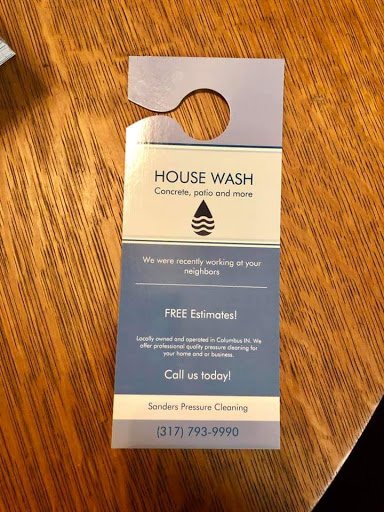 HOUSE WASH
Concrete, patio and more
We were recently working at your
neighbors
FREE Estimates!
Locally owned and operated in Columbus IN. We
offer professional quality pressure cleaning for
your home and or business.
Call us today!
Sanders Pressure Cleaning
(317) 793-9990